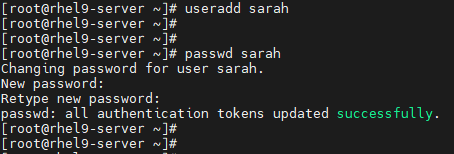 [root@rhel9-server ~]# useradd sarah
[root@rhel9-server ~]#
[root@rhel9-server ~]#
[root@rhel9-server ~]# passwd sarah
Changing password for user sarah.
New password:
Retype new password:
passwd: all authentication tokens updated successfully.
[root@rhel9-server ~]#
[root@rhel9-server ~]#